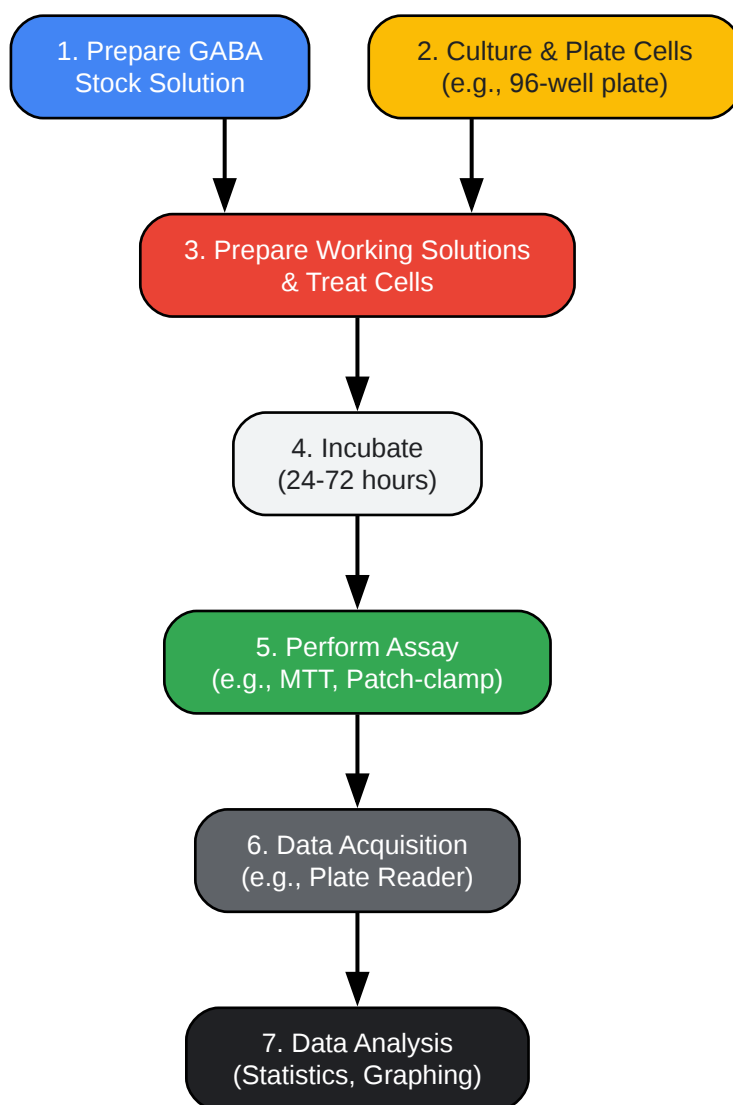 1. Prepare GABA
Stock Solution
2. Culture & Plate Cells
(e.g., 96-well plate)
3. Prepare Working Solutions
& Treat Cells
4. Incubate
(24-72 hours)
5. Perform Assay
(e.g., MTT, Patch-clamp)
6. Data Acquisition
(e.g., Plate Reader)
7. Data Analysis
(Statistics, Graphing)